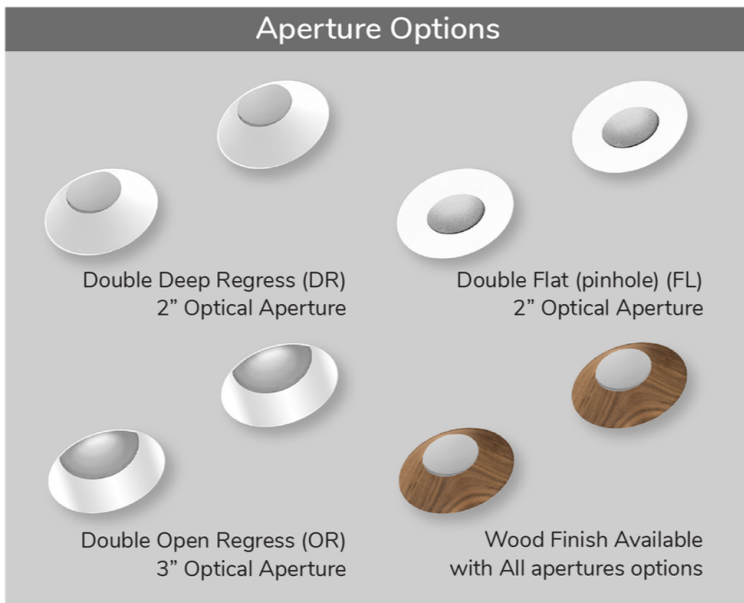 Aperture Options
Double Deep Regress (DR)
2” Optical Aperture
Double Flat (pinhole) (FL)
2” Optical Aperture
Double Open Regress (OR)
3” Optical Aperture
Wood Finish Available
with All apertures options